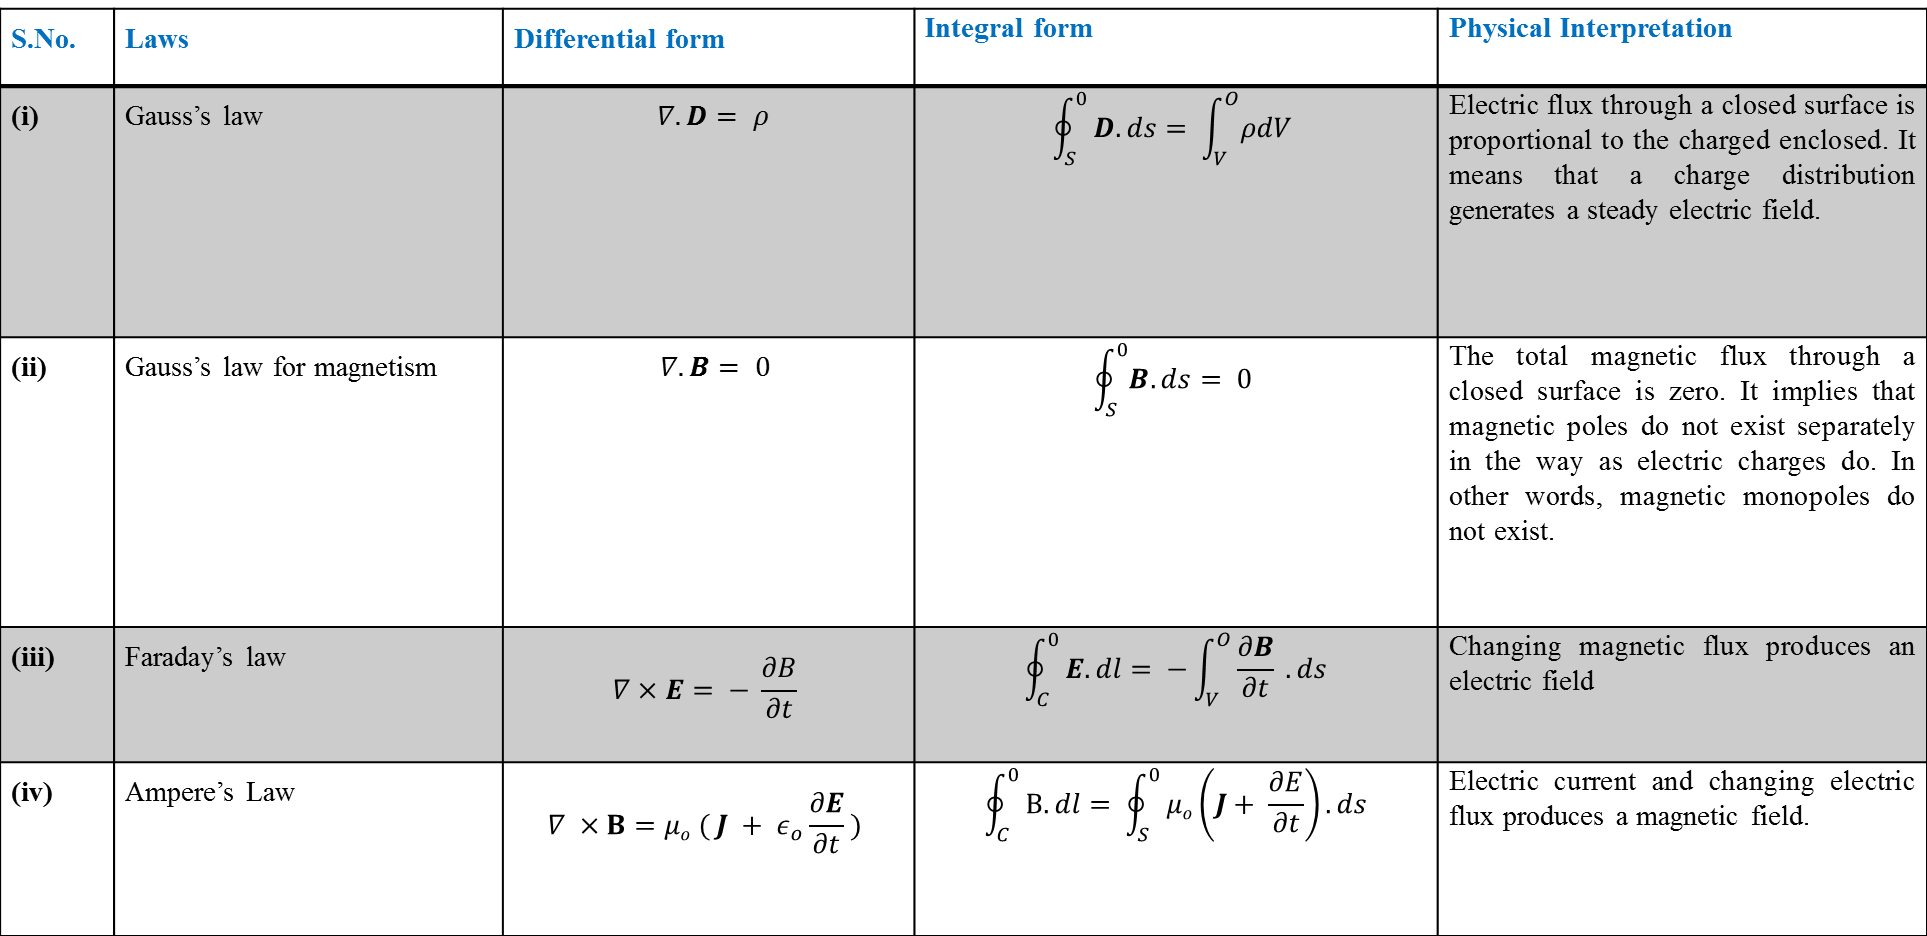 S.No. Laws Differential form Integral form Physical Interpretation
(i) Gauss’s law ∇. D = ρ ∮_S^0 D. ds = ∫_V^O ρdV Electric flux through a closed surface is
proportional to the charged enclosed. It
means that a charge distribution
generates a steady electric field.
(ii) Gauss’s law for magnetism ∇. B = 0 ∮_S^0 B. ds = 0 The total magnetic flux through a
closed surface is zero. It implies that
magnetic poles do not exist separately
in the way as electric charges do. In
other words, magnetic monopoles do
not exist.
(iii) Faraday’s law ∇ × E = − ∂B/∂t ∮_C^0 E. dl = − ∫_V^O ∂B/∂t . ds Changing magnetic flux produces an
electric field
(iv) Ampere’s Law ∇ × B = μ_o (J + ϵ_o ∂E/∂t) ∮_C^0 B. dl = ∮_S^0 μ_o (J + ∂E/∂t). ds Electric current and changing electric
flux produces a magnetic field.